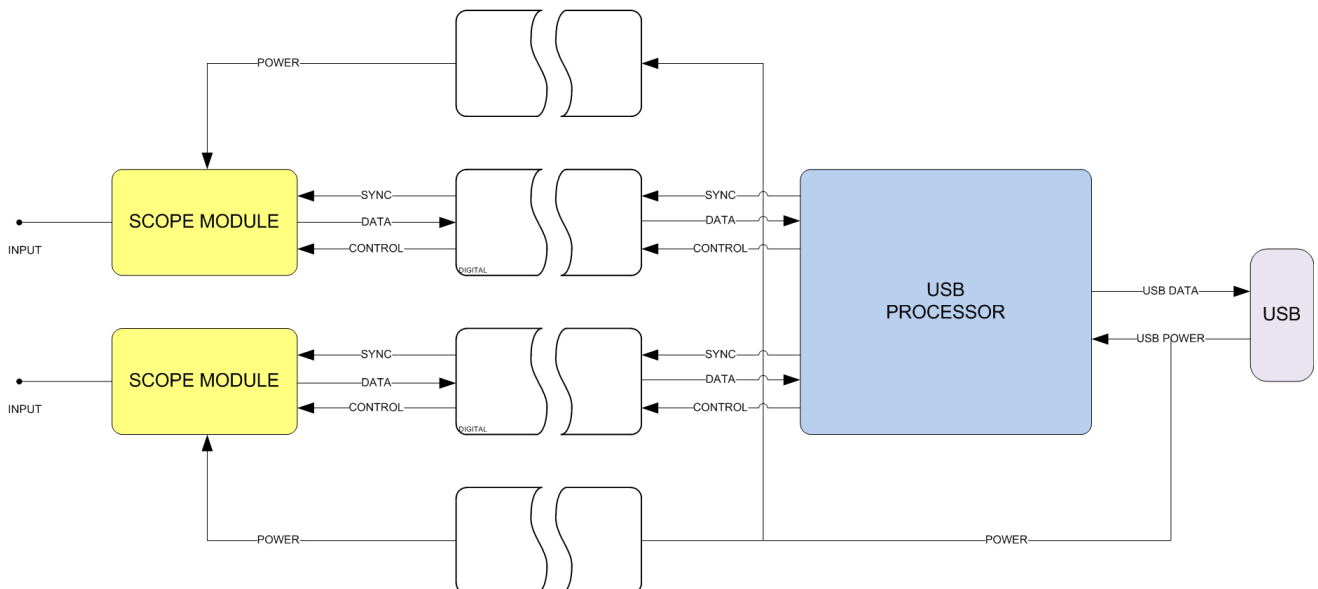 POWER
SCOPE MODULE
INPUT
SYNC
DATA
CONTROL
DIGITAL
SYNC
DATA
CONTROL
USB
PROCESSOR
USB DATA
USB POWER
USB
SCOPE MODULE
INPUT
SYNC
DATA
CONTROL
DIGITAL
SYNC
DATA
CONTROL
POWER
POWER